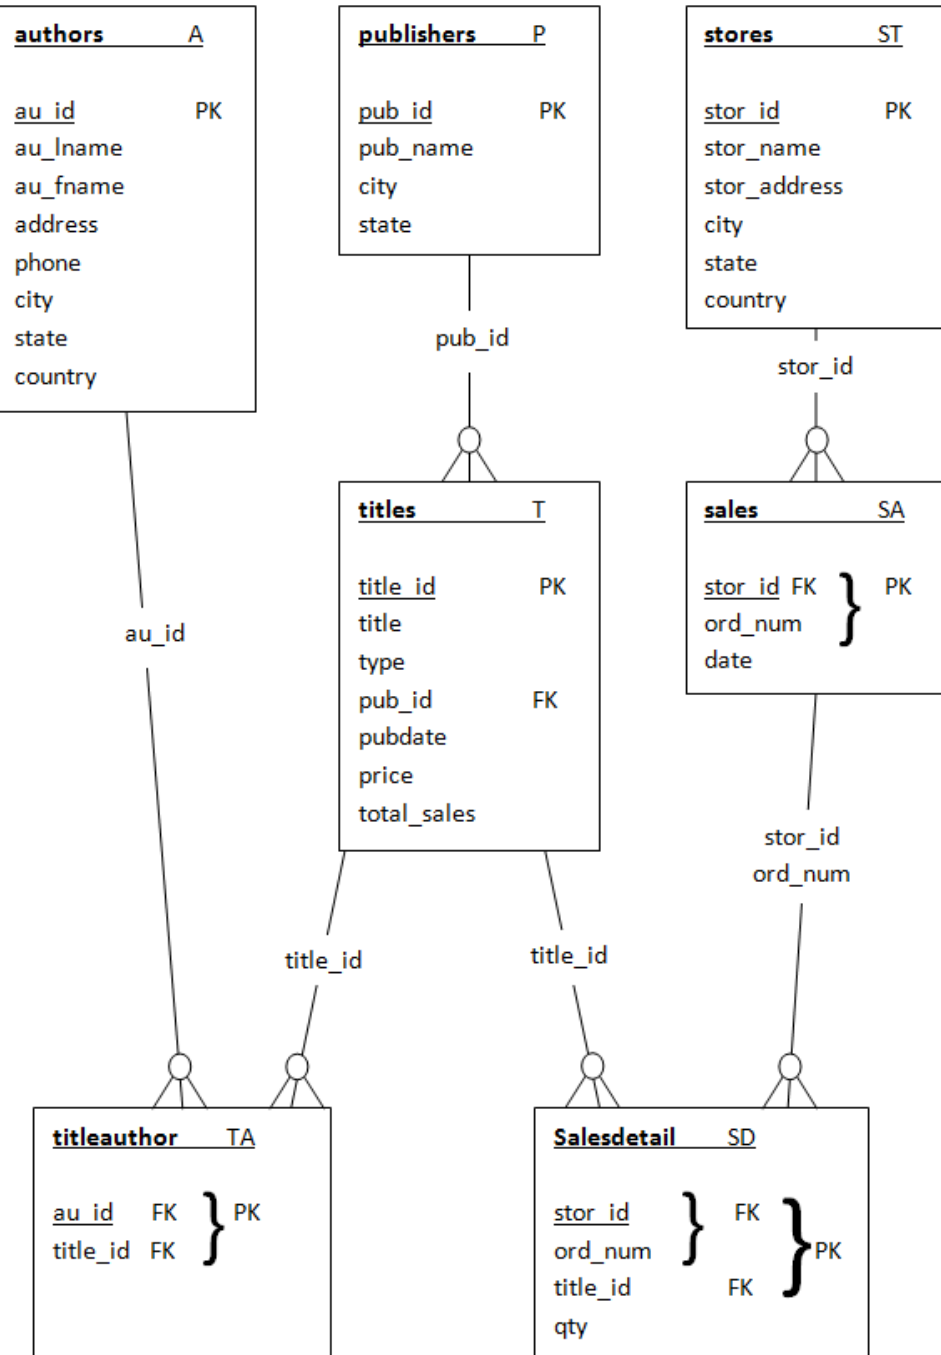 authors A
au_id PK
au_lname
au_fname
address
phone
city
state
country
publishers P
pub_id PK
pub_name
city
state
stores ST
stor_id PK
stor_name
stor_address
city
state
country
pub_id
stor_id
au_id
titles T
title_id PK
title
type
pub_id FK
pubdate
price
total_sales
sales SA
stor_id FK } PK
ord_num
date
title_id
title_id
stor_id
ord_num
titleauthor TA
au_id FK } PK
title_id FK
Salesdetail SD
stor_id } FK } PK
ord_num
title_id FK
qty